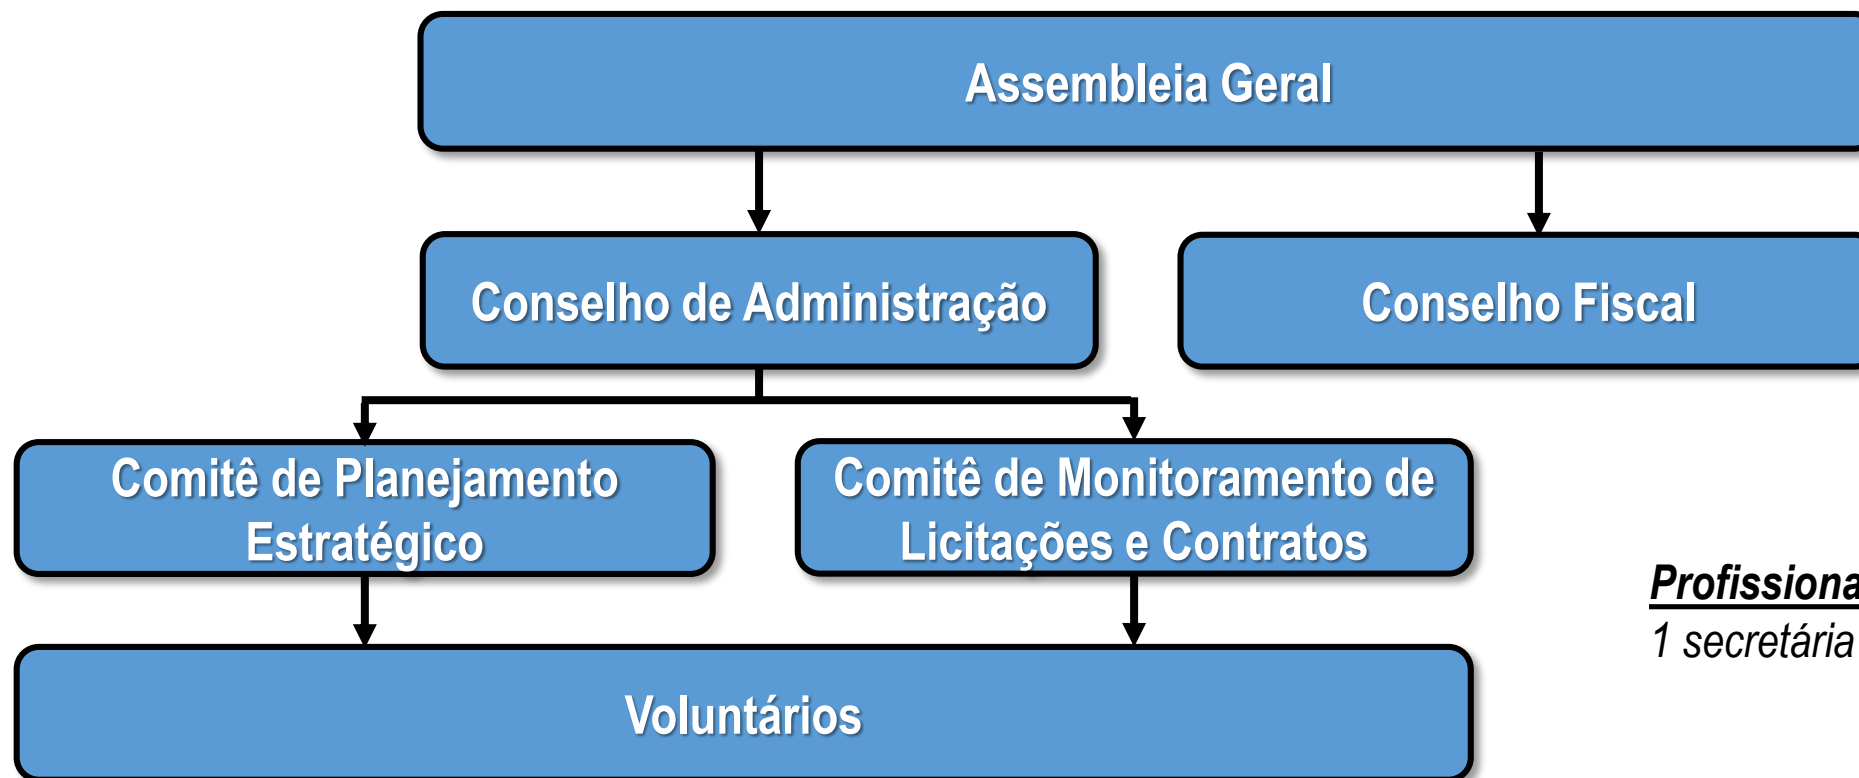 Assembleia Geral
Conselho de Administração
Conselho Fiscal
Comitê de Planejamento
Estratégico
Comitê de Monitoramento de
Licitações e Contratos
1 secretária
Voluntários